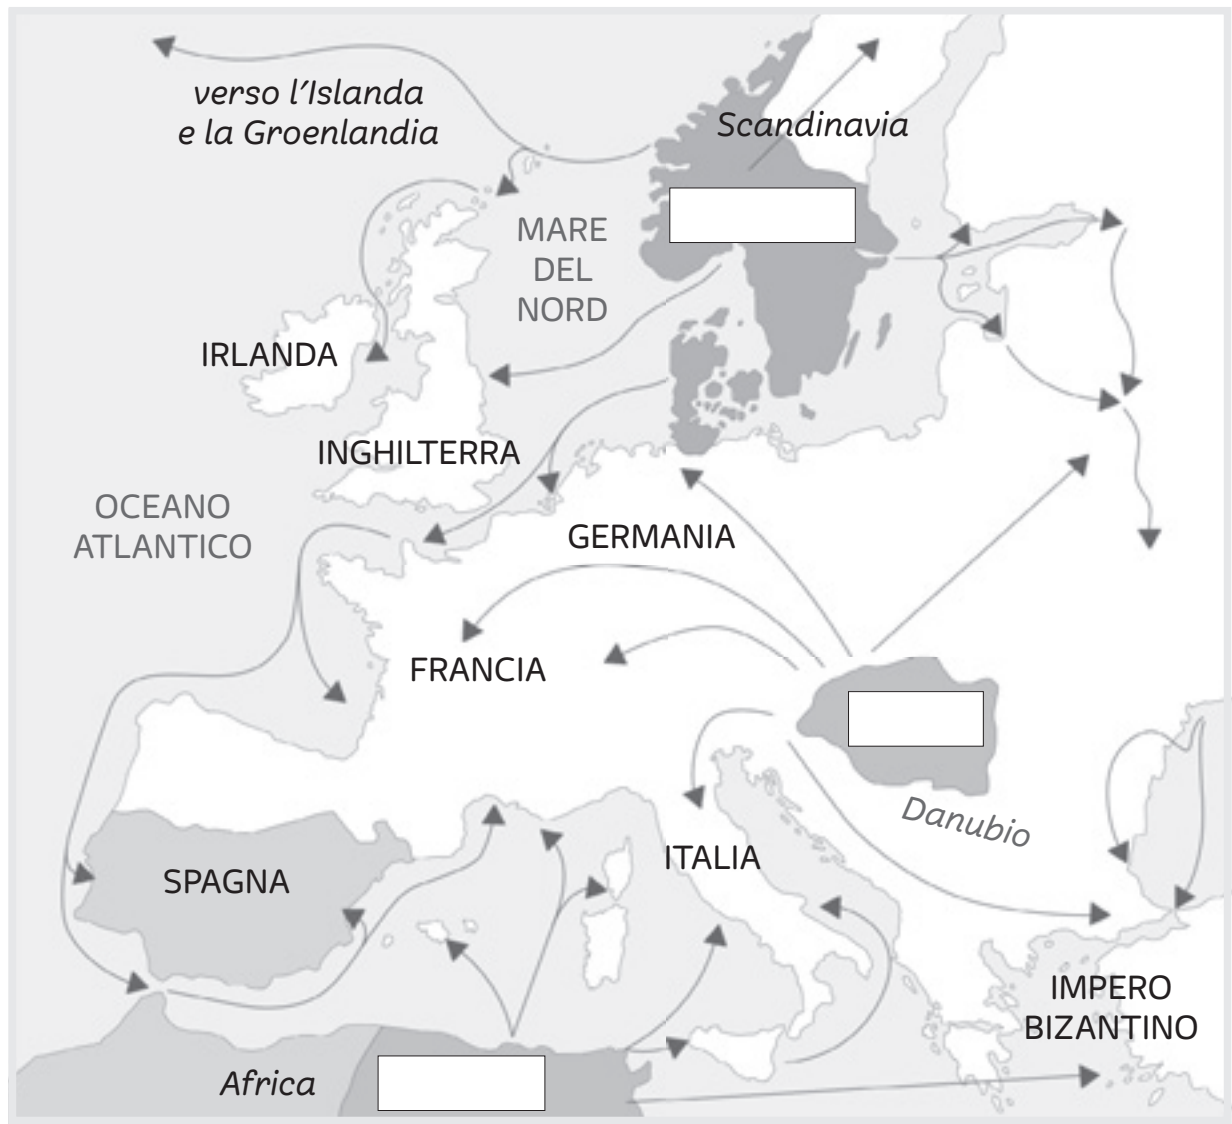 verso l'Islanda
e la Groenlandia
Scandinavia
MARE
DEL
NORD
IRLANDA
INGHILTERRA
OCEANO
ATLANTICO
GERMANIA
FRANCIA
Danubio
ITALIA
SPAGNA
IMPERO
BIZANTINO
Africa